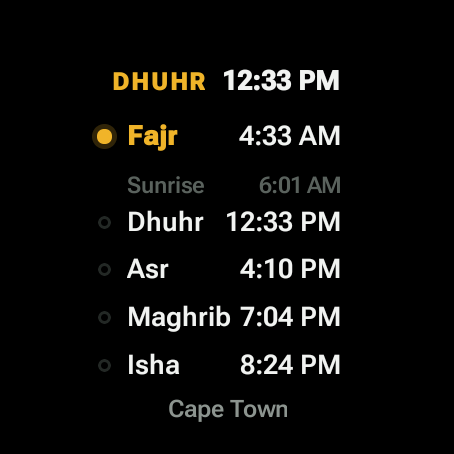 DHUHR 12:33 PM
Fajr 4:33 AM
Sunrise 6:01 AM
Dhuhr 12:33 PM
Asr 4:10 PM
Maghrib 7:04 PM
Isha 8:24 PM
Cape Town